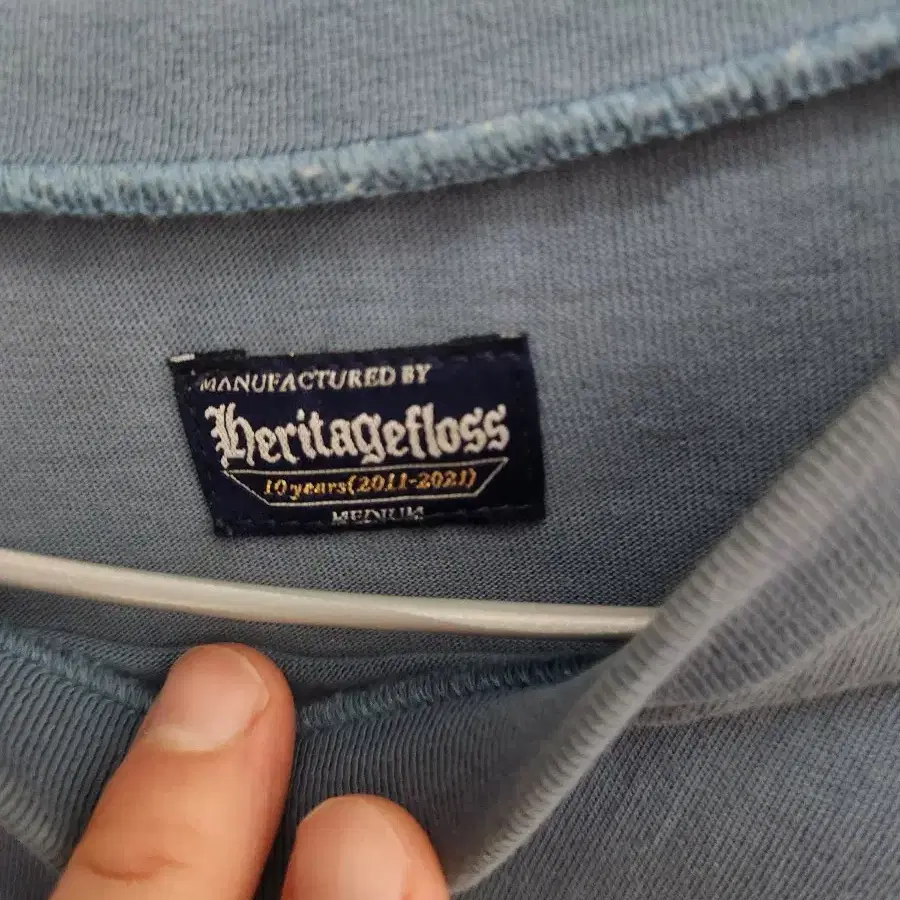 MANUFACTURED BY
Heritagefloss
10 years(2011-2021)
MEDIUM